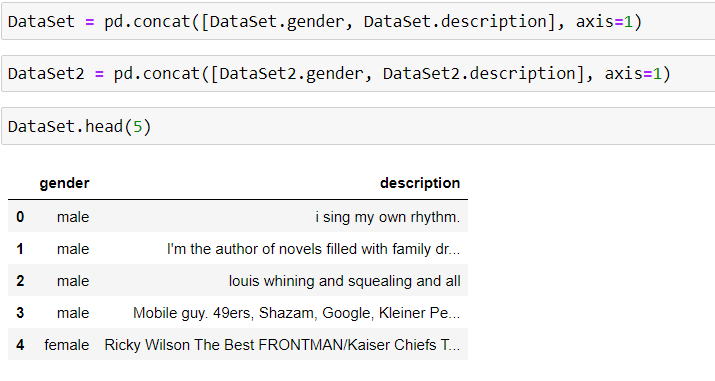 DataSet = pd.concat([DataSet.gender, DataSet.description], axis=1)
DataSet2 = pd.concat([DataSet2.gender, DataSet2.description], axis=1)
DataSet.head(5)
gender description
0 male i sing my own rhythm.
1 male I'm the author of novels filled with family dr...
2 male louis whining and squealing and all
3 male Mobile guy. 49ers, Shazam, Google, Kleiner Pe...
4 female Ricky Wilson The Best FRONTMAN/Kaiser Chiefs T...